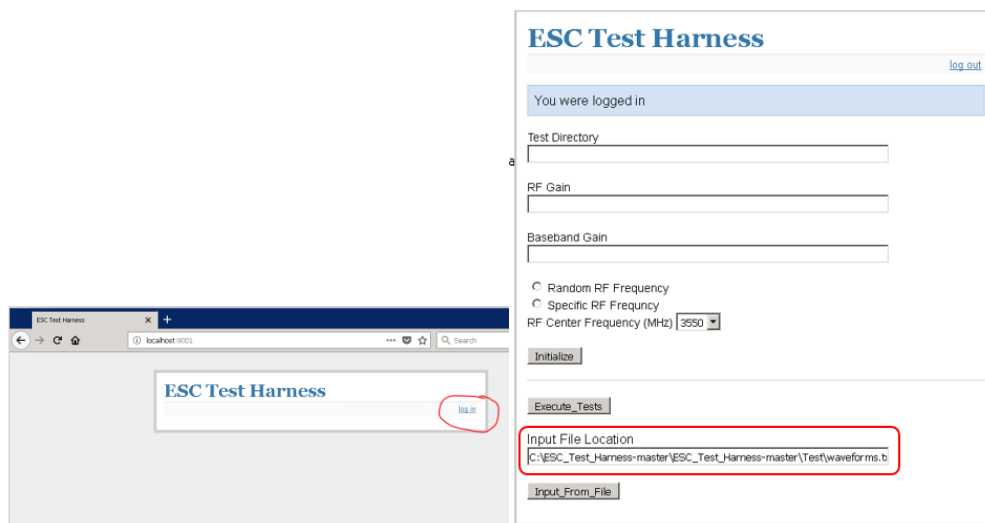 ESC Test Harness
localhost:9001
Search
ESC Test Harness
log in
ESC Test Harness
log out
You were logged in
Test Directory
RF Gain
Baseband Gain
Random RF Frequency
Specific RF Frequncy
RF Center Frequency (MHz) 3550
Initialize
Execute_Tests
Input File Location
C:\ESC_Test_Harness-master\ESC_Test_Harness-master\Test\waveforms.t
Input_From_File